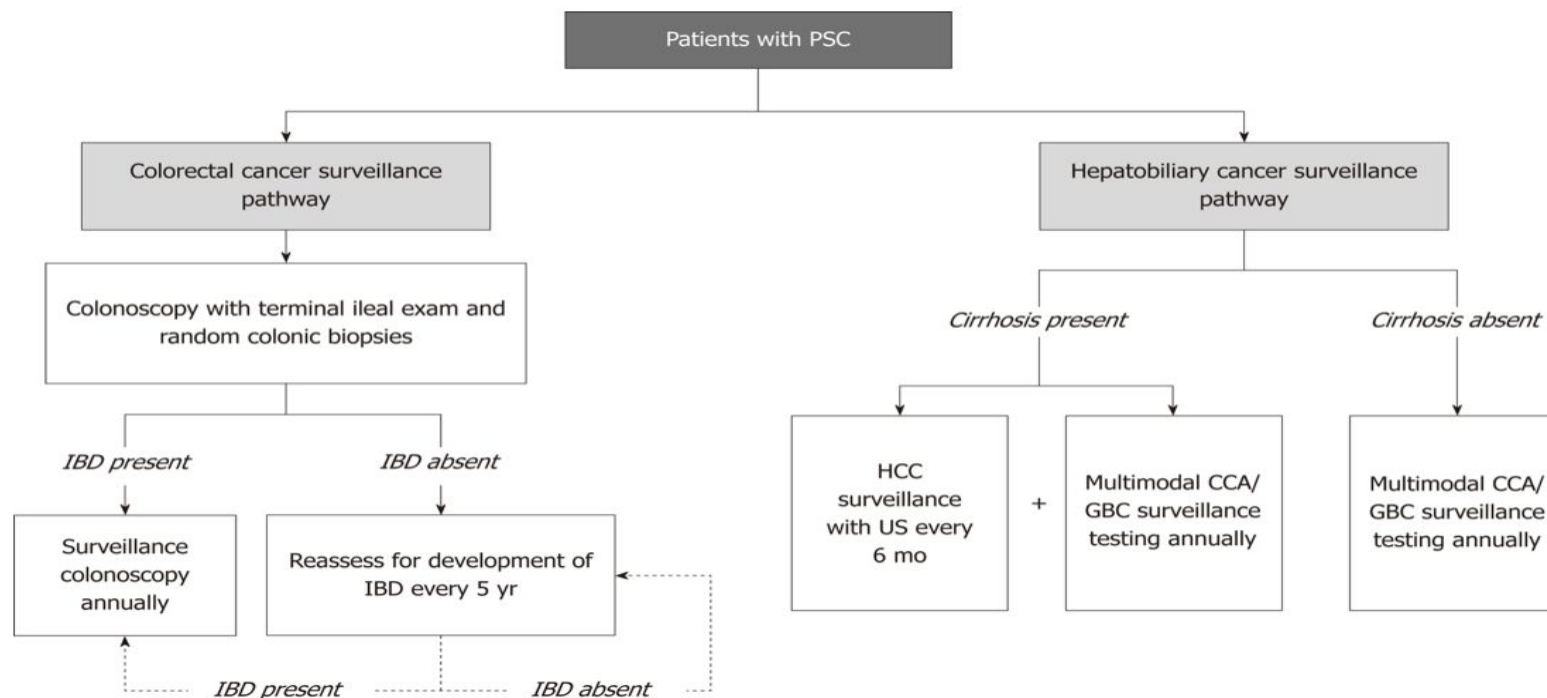 Patients with PSC
Colorectal cancer surveillance
pathway
Hepatobiliary cancer surveillance
pathway
Colonoscopy with terminal ileal exam and
random colonic biopsies
Cirrhosis present
Cirrhosis absent
IBD present
IBD absent
Surveillance
colonoscopy
annually
Reassess for development of
IBD every 5 yr
HCC
surveillance
with US every
6 mo
+
Multimodal CCA/
GBC surveillance
testing annually
Multimodal CCA/
GBC surveillance
testing annually
IBD present
IBD absent